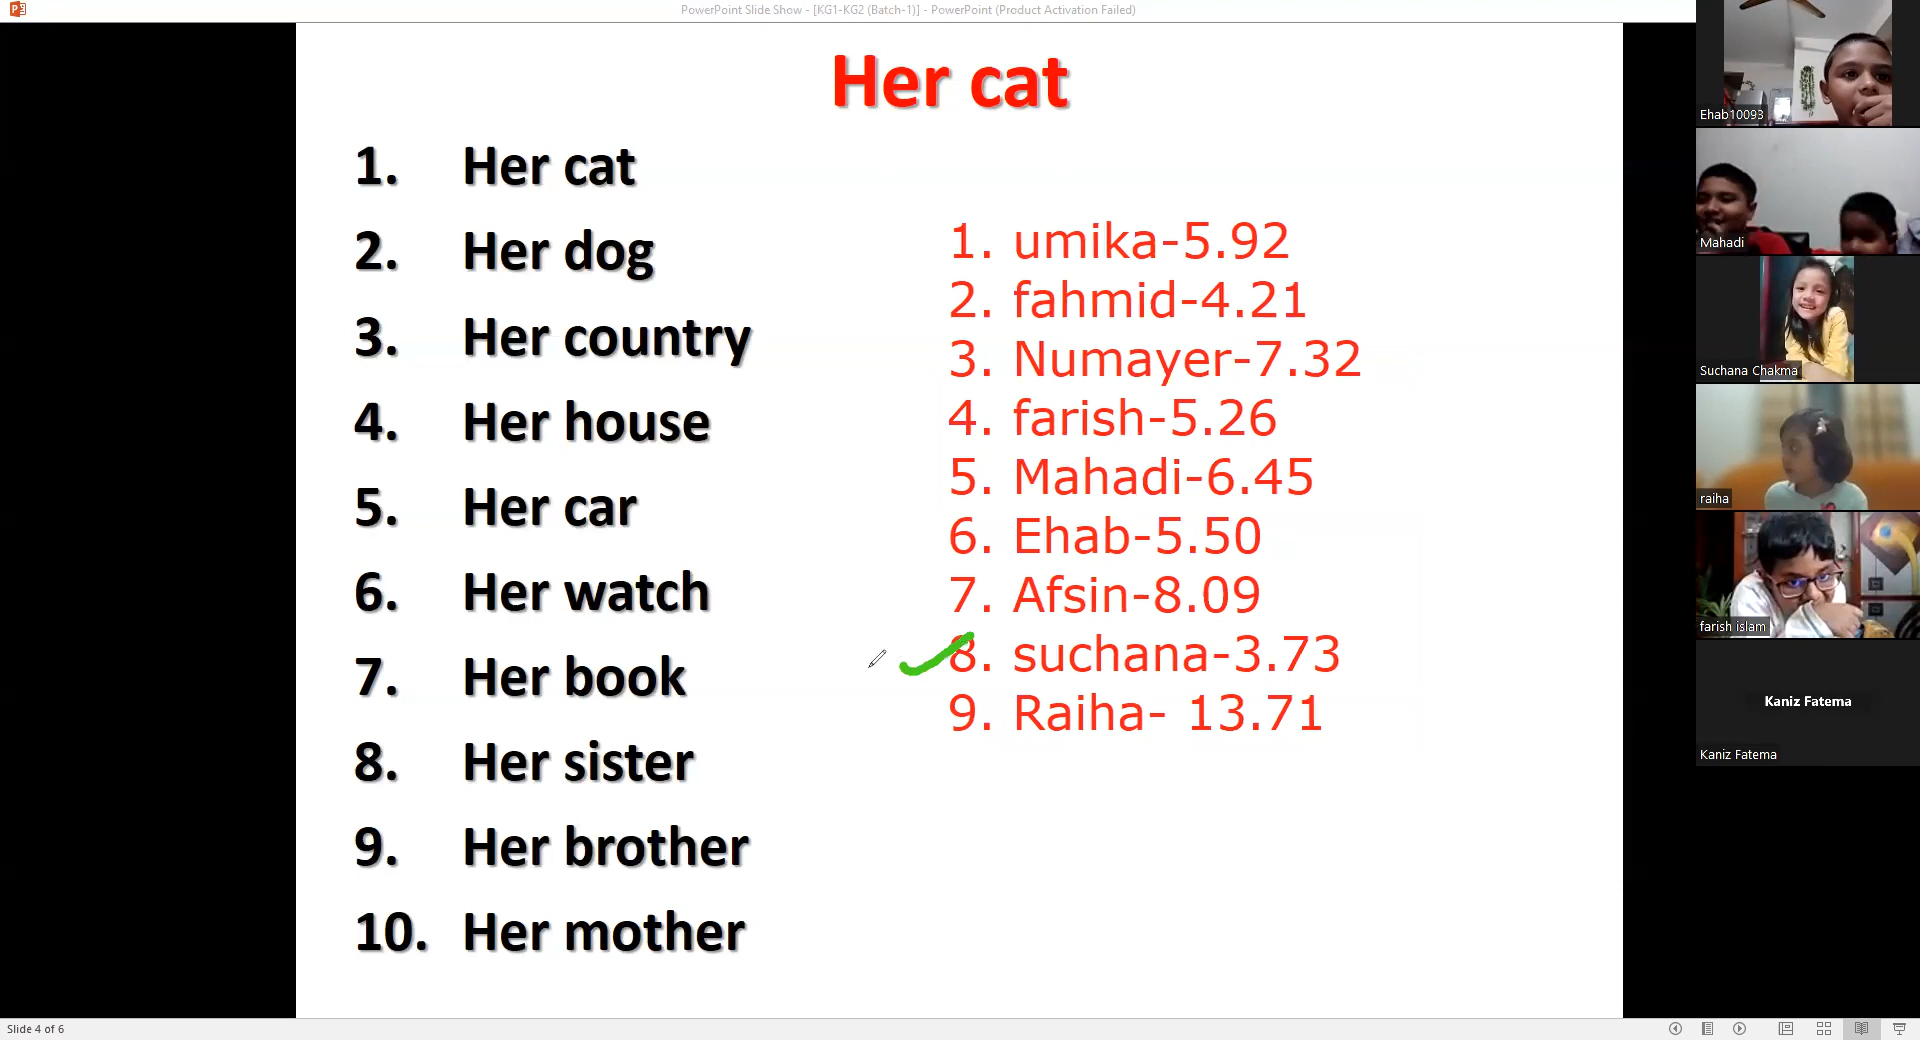 PowerPoint Slide Show - [KG1-KG2 (Batch-1)] - PowerPoint (Product Activation Failed)
Her cat
1. Her cat
2. Her dog
3. Her country
4. Her house
5. Her car
6. Her watch
7. Her book
8. Her sister
9. Her brother
10. Her mother
1. umika-5.92
2. fahmid-4.21
3. Numayer-7.32
4. farish-5.26
5. Mahadi-6.45
6. Ehab-5.50
7. Afsin-8.09
8. suchana-3.73
9. Raiha- 13.71
Ehab10093
Mahadi
Suchana Chakma
raiha
farish islam
Kaniz Fatema
Kaniz Fatema
Slide 4 of 6